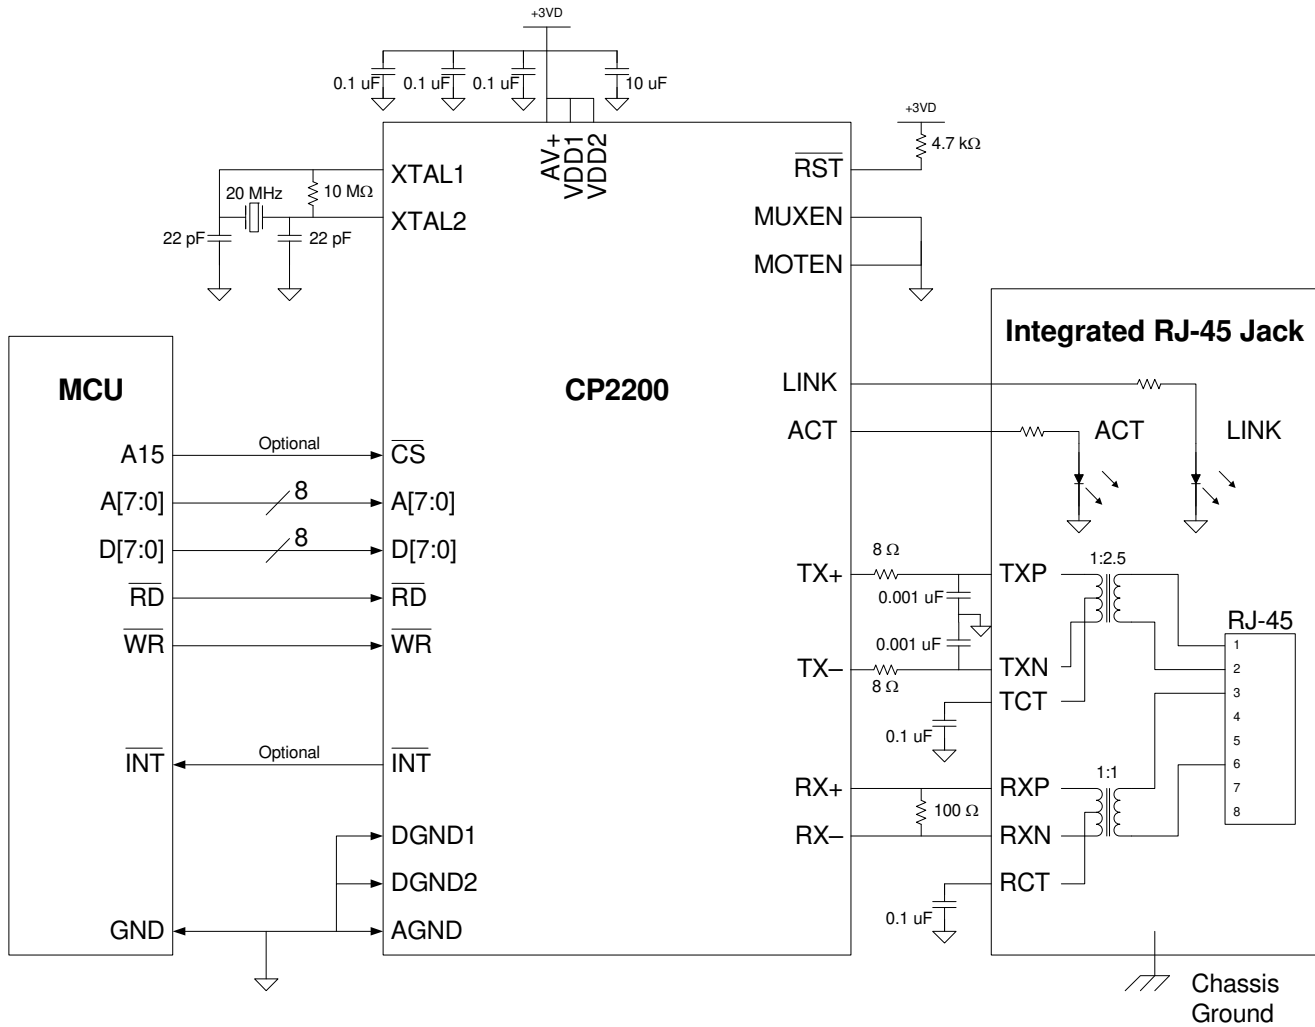 +3VD
0.1 uF 0.1 uF 0.1 uF 10 uF
AV+
VDD1
VDD2
+3VD
4.7 kΩ
RST
MUXEN
MOTEN
XTAL1
20 MHz 10 MΩ
XTAL2
22 pF 22 pF
Integrated RJ-45 Jack
MCU
CP2200
LINK
ACT
ACT LINK
A15 Optional CS
A[7:0] 8 A[7:0]
D[7:0] 8 D[7:0]
RD RD
WR WR
INT Optional INT
DGND1
DGND2
GND AGND
TX+ 8 Ω TXP 1:2.5
0.001 uF
0.001 uF
TX– 8 Ω TXN
TCT
0.1 uF
RX+ RXP 1:1
100 Ω
RX– RXN
RCT
0.1 uF
RJ-45
1
2
3
4
5
6
7
8
Chassis
Ground